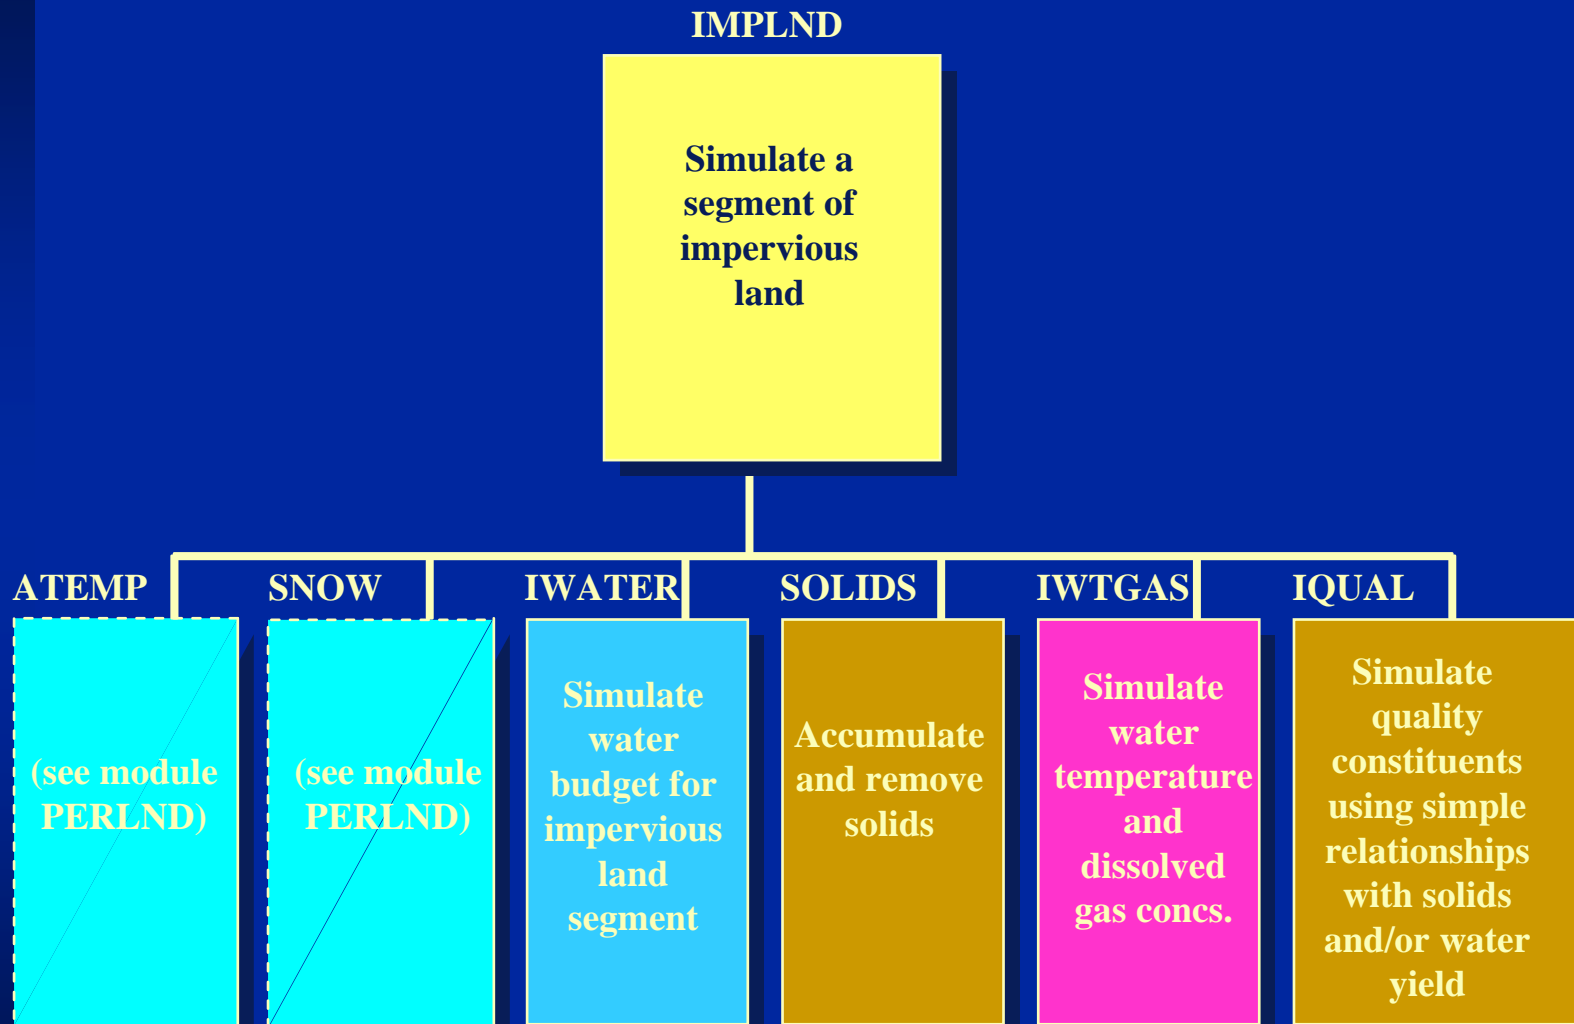 IMPLND
Simulate a
segment of
impervious
land
ATEMP
(see module
PERLND)
SNOW
(see module
PERLND)
IWATER
Simulate
water
budget for
impervious
land
segment
SOLIDS
Accumulate
and remove
solids
IWTGAS
Simulate
water
temperature
and
dissolved
gas concs.
IQUAL
Simulate
quality
constituents
using simple
relationships
with solids
and/or water
yield